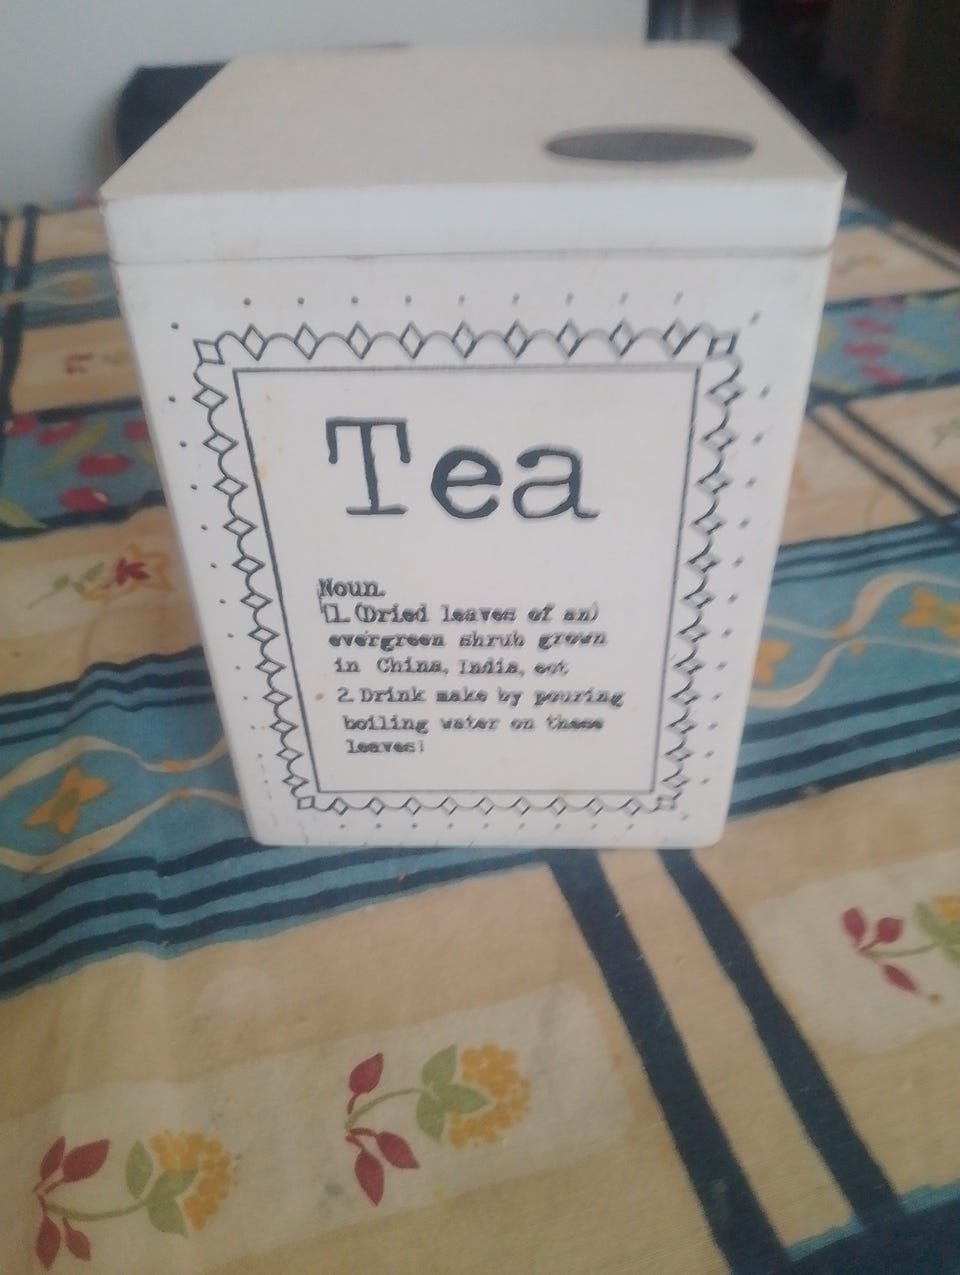 Tea
Noun.
1. (Dried leaves of an)
evergreen shrub grown
in China, India, ect
2. Drink make by pouring
boiling water on these
leaves)